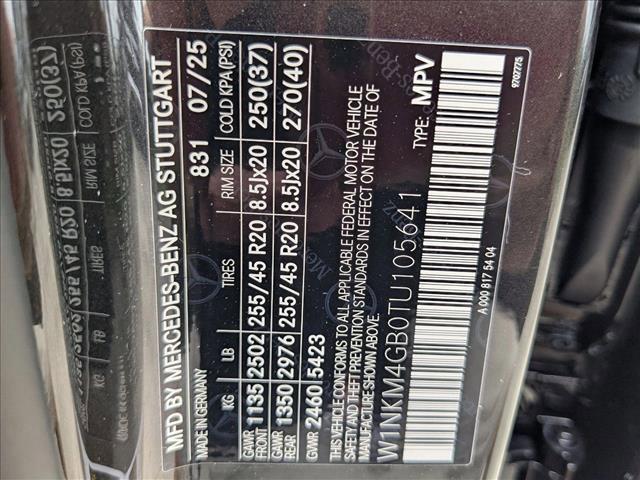 MFD BY MERCEDES-BENZ AG STUTTGART
MADE IN GERMANY 831 07/25
KG LB TIRES RIM SIZE COLD KPA(PSI)
GAWR FRONT 1135 2502 255/45 R20 8.5Jx20 250(37)
GAWR REAR 1350 2976 255/45 R20 8.5Jx20 270(40)
GVWR 2460 5423
THIS VEHICLE CONFORMS TO ALL APPLICABLE FEDERAL MOTOR VEHICLE
SAFETY AND THEFT PREVENTION STANDARDS IN EFFECT ON THE DATE OF
MANUFACTURE SHOWN ABOVE.
W1NKM4GB0TU105641 TYPE: MPV
A 000 817 54 04 9702775